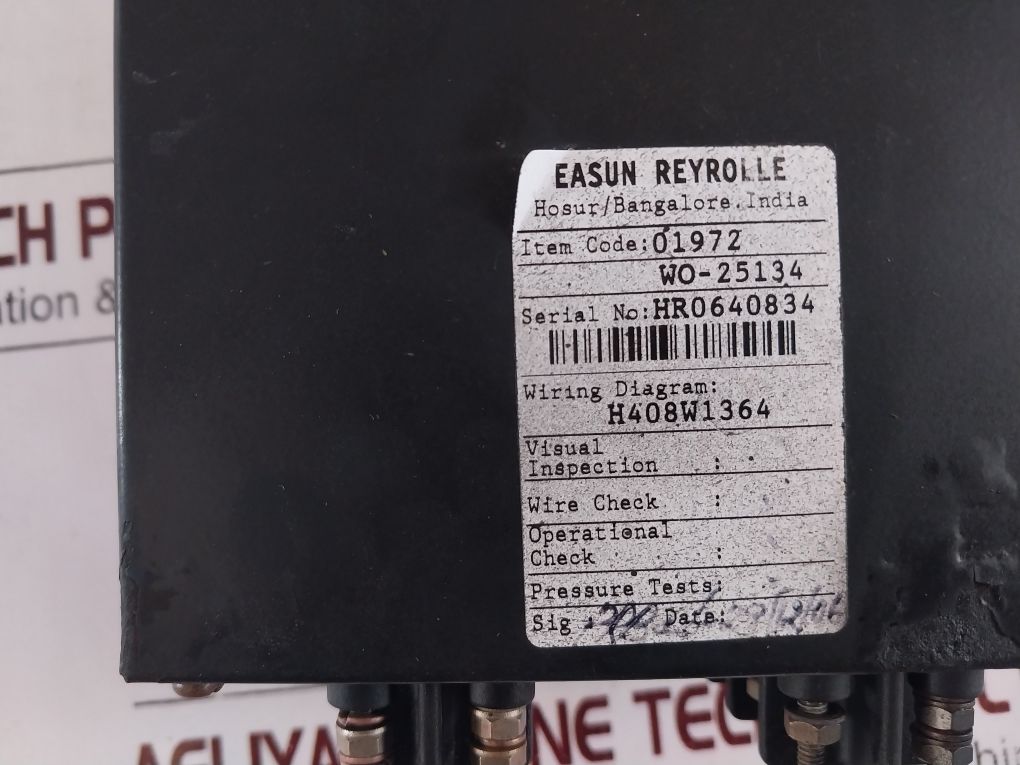 EASUN REYROLLE
Hosur/Bangalore.India
Item Code:01972
WO-25134
Serial No:HR0640834
Wiring Diagram:
H408W1364
Visual
Inspection :
Wire Check :
Operational
Check :
Pressure Tests:
Sig : Date:
CH P
ation &
NE TEC